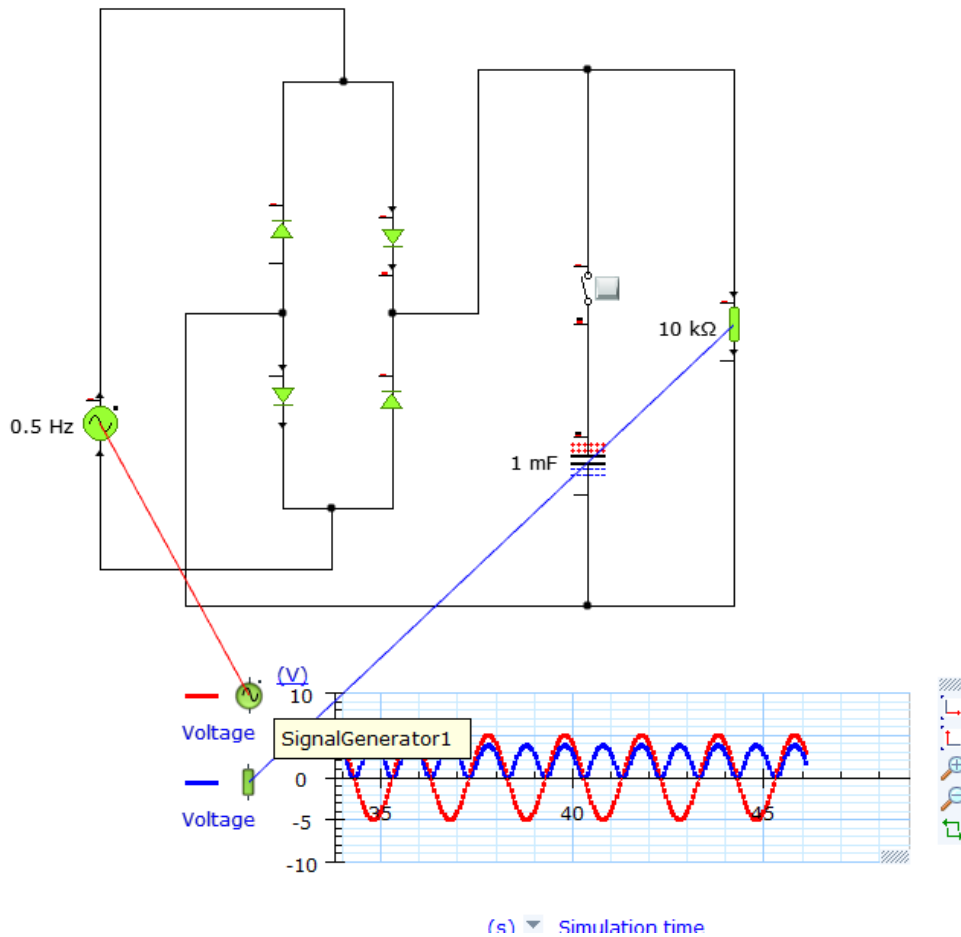 10 kΩ
0.5 Hz
1 mF
(V)
10
Voltage
SignalGenerator1
0
35
40
45
Voltage
-5
-10
(s)
Simulation time